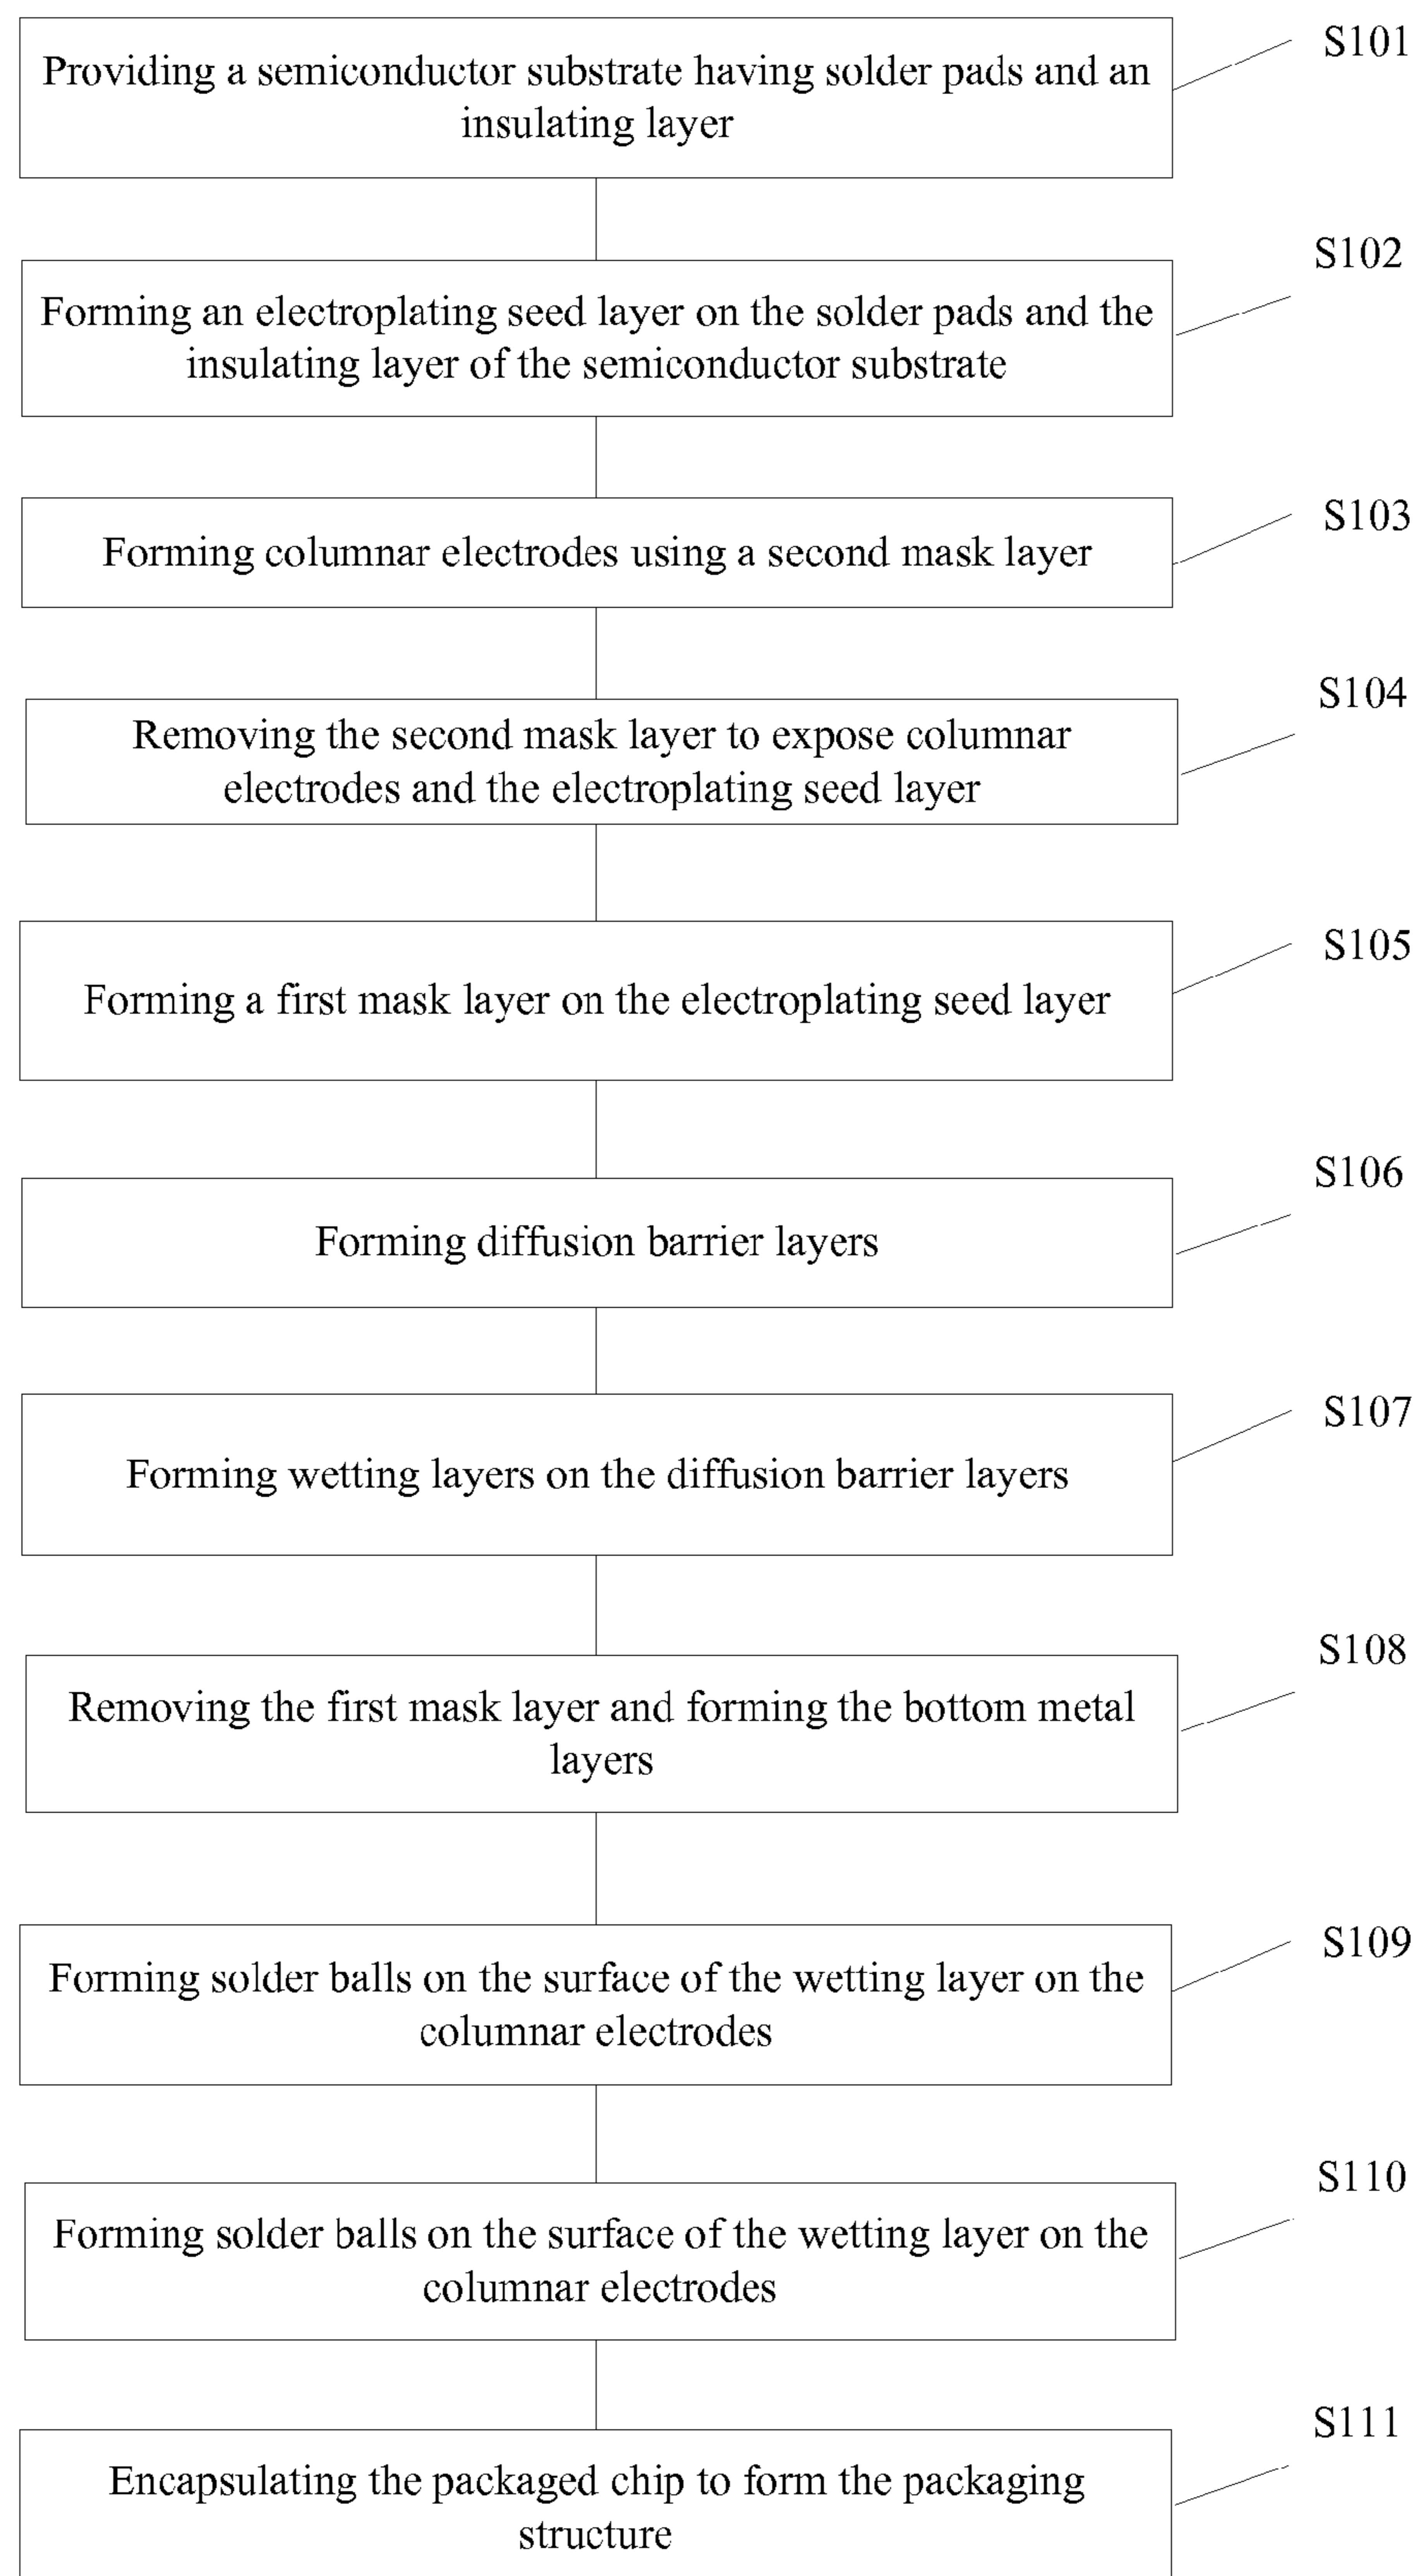 Providing a semiconductor substrate having solder pads and an
insulating layer
S101
Forming an electroplating seed layer on the solder pads and the
insulating layer of the semiconductor substrate
S102
Forming columnar electrodes using a second mask layer
S103
Removing the second mask layer to expose columnar
electrodes and the electroplating seed layer
S104
Forming a first mask layer on the electroplating seed layer
S105
Forming diffusion barrier layers
S106
Forming wetting layers on the diffusion barrier layers
S107
Removing the first mask layer and forming the bottom metal
layers
S108
Forming solder balls on the surface of the wetting layer on the
columnar electrodes
S109
Forming solder balls on the surface of the wetting layer on the
columnar electrodes
S110
Encapsulating the packaged chip to form the packaging
structure
S111